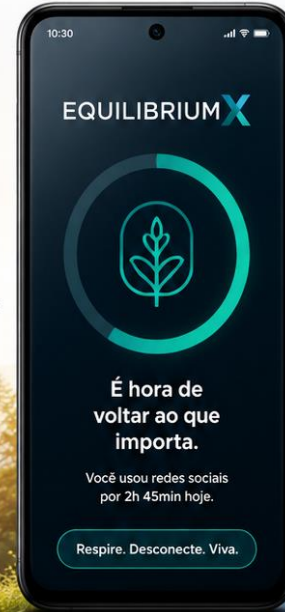 10:30
EQUILIBRIUMX
É hora de
voltar ao que
importa.
Você usou redes sociais
por 2h 45min hoje.
Respire. Desconecte. Viva.